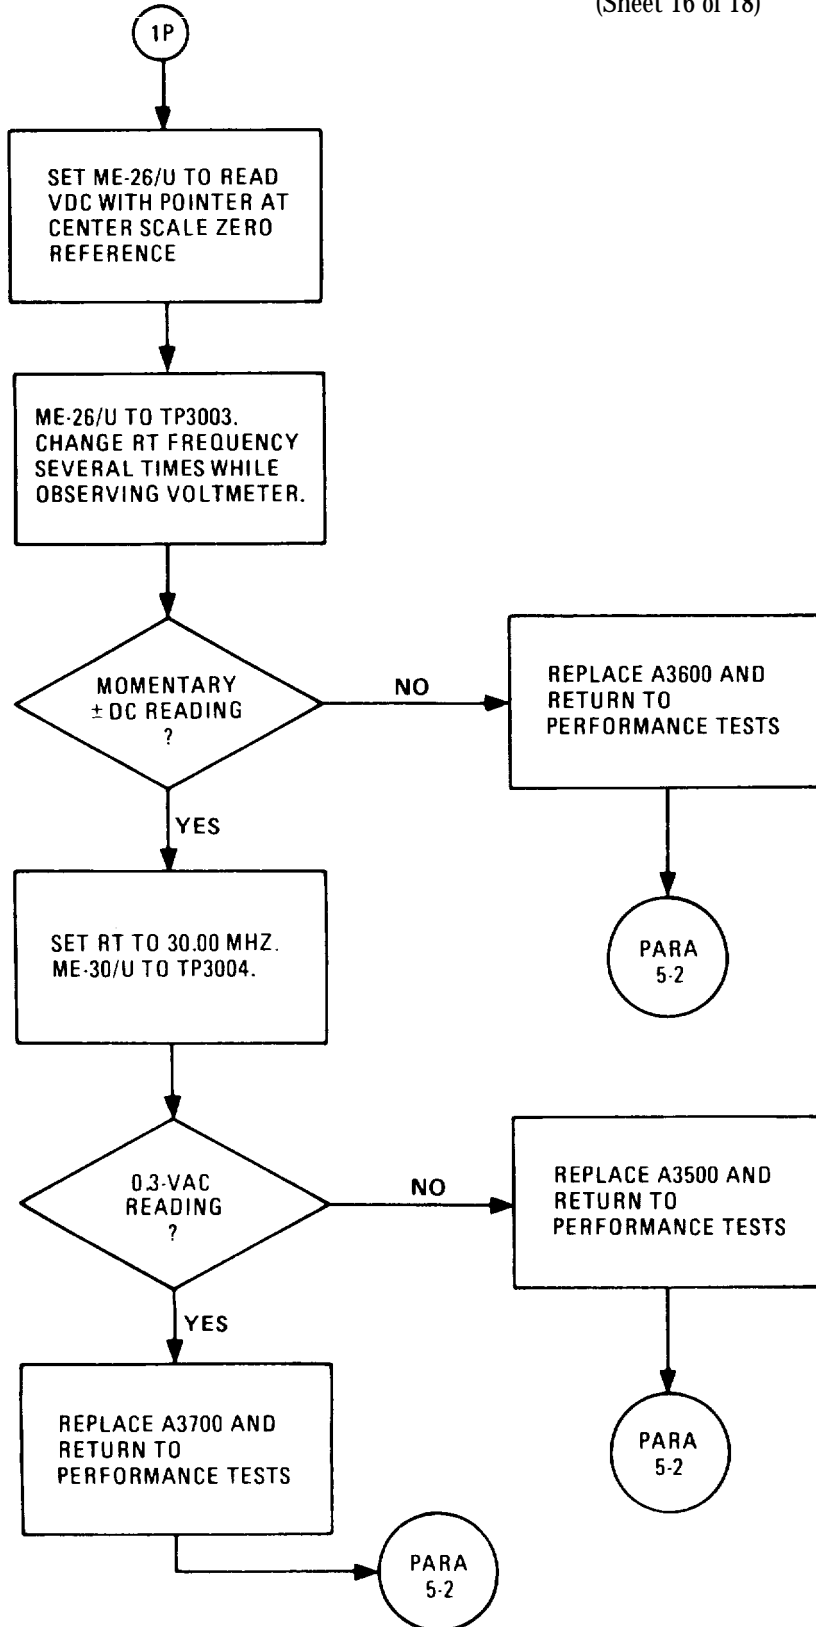 (Sheet 16 of 18)
1P
SET ME-26/U TO READ
VDC WITH POINTER AT
CENTER SCALE ZERO
REFERENCE
ME-26/U TO TP3003.
CHANGE RT FREQUENCY
SEVERAL TIMES WHILE
OBSERVING VOLTMETER.
MOMENTARY
± DC READING
?
NO
REPLACE A3600 AND
RETURN TO
PERFORMANCE TESTS
PARA
5-2
YES
SET RT TO 30.00 MHZ.
ME-30/U TO TP3004.
0.3-VAC
READING
?
NO
REPLACE A3500 AND
RETURN TO
PERFORMANCE TESTS
PARA
5-2
YES
REPLACE A3700 AND
RETURN TO
PERFORMANCE TESTS
PARA
5-2